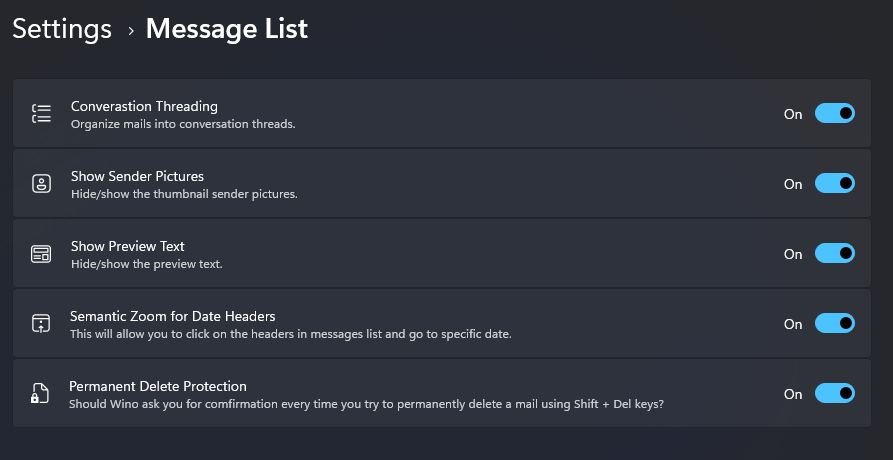 Settings › Message List
Converastion Threading
Organize mails into conversation threads.
On
Show Sender Pictures
Hide/show the thumbnail sender pictures.
On
Show Preview Text
Hide/show the preview text.
On
Semantic Zoom for Date Headers
This will allow you to click on the headers in messages list and go to specific date.
On
Permanent Delete Protection
Should Wino ask you for comfirmation every time you try to permanently delete a mail using Shift + Del keys?
On